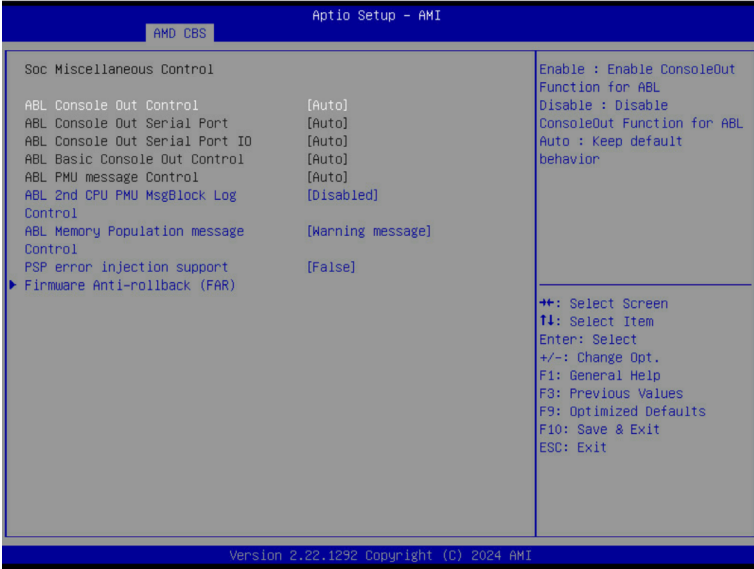 Aptio Setup – AMI
AMD CBS
Soc Miscellaneous Control
ABL Console Out Control [Auto]
ABL Console Out Serial Port [Auto]
ABL Console Out Serial Port IO [Auto]
ABL Basic Console Out Control [Auto]
ABL PMU message Control [Auto]
ABL 2nd CPU PMU MsgBlock Log [Disabled]
Control
ABL Memory Population message [Warning message]
Control
PSP error injection support [False]
Firmware Anti-rollback (FAR)
Enable : Enable ConsoleOut
Function for ABL
Disable : Disable
ConsoleOut Function for ABL
Auto : Keep default
behavior
→←: Select Screen
↑↓: Select Item
Enter: Select
+/-: Change Opt.
F1: General Help
F3: Previous Values
F9: Optimized Defaults
F10: Save & Exit
ESC: Exit
Version 2.22.1292 Copyright (C) 2024 AMI